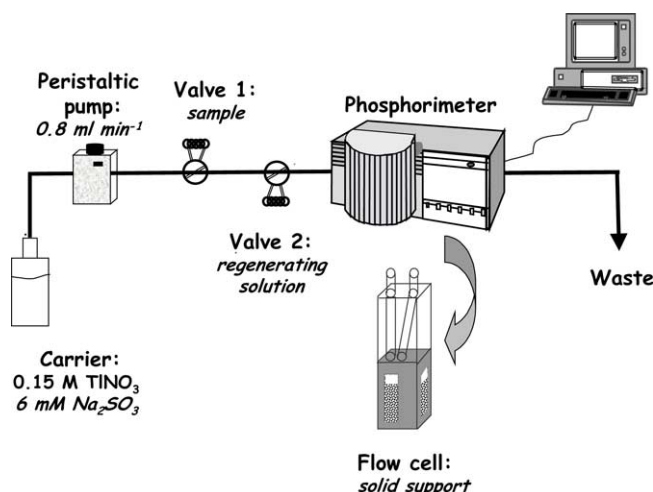 Peristaltic
pump:
0.8 ml min⁻¹
Valve 1:
sample
Phosphorimeter
Valve 2:
regenerating
solution
Waste
Carrier:
0.15 M TlNO₃
6 mM Na₂SO₃
Flow cell:
solid support